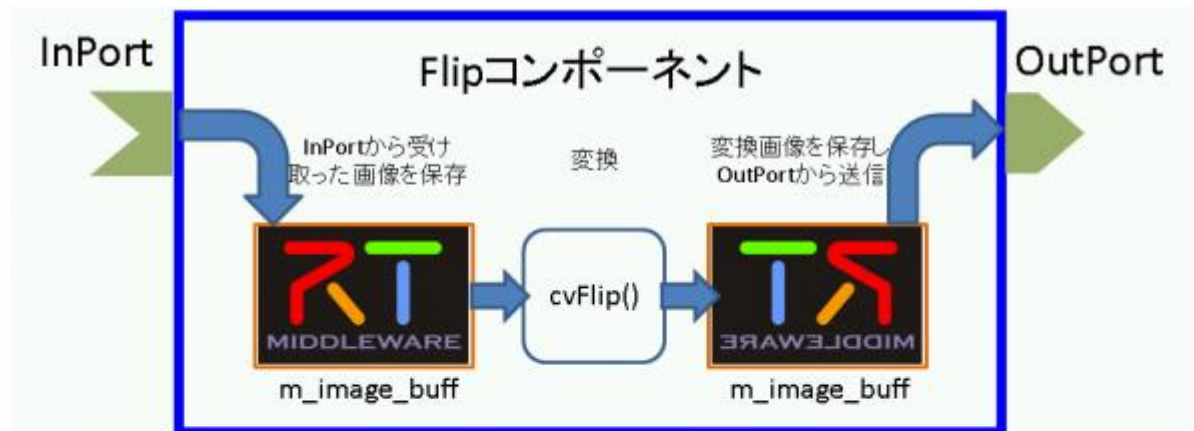 InPort
Flipコンポーネント
OutPort
InPortから受け
取った画像を保存
変換
変換画像を保存し
OutPortから送信
RT
MIDDLEWARE
cvFlip()
RT
MIDDLEWARE
m_image_buff
m_image_buff